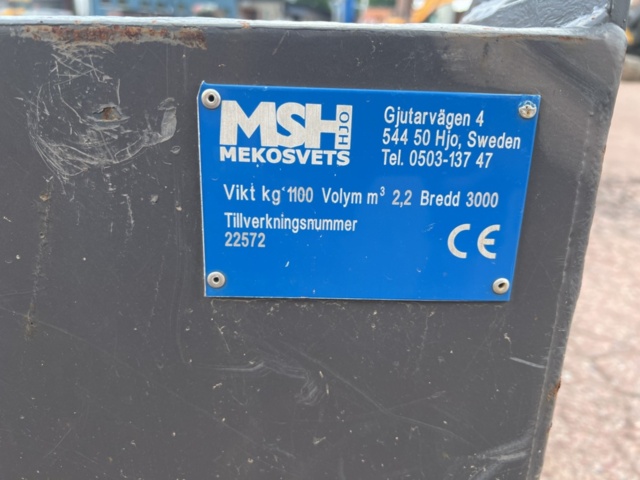 MSH HJO
MEKOSVETS
Gjutarvägen 4
544 50 Hjo, Sweden
Tel. 0503-137 47
Vikt kg 1100 Volym m³ 2,2 Bredd 3000
Tillverkningsnummer
22572
CE